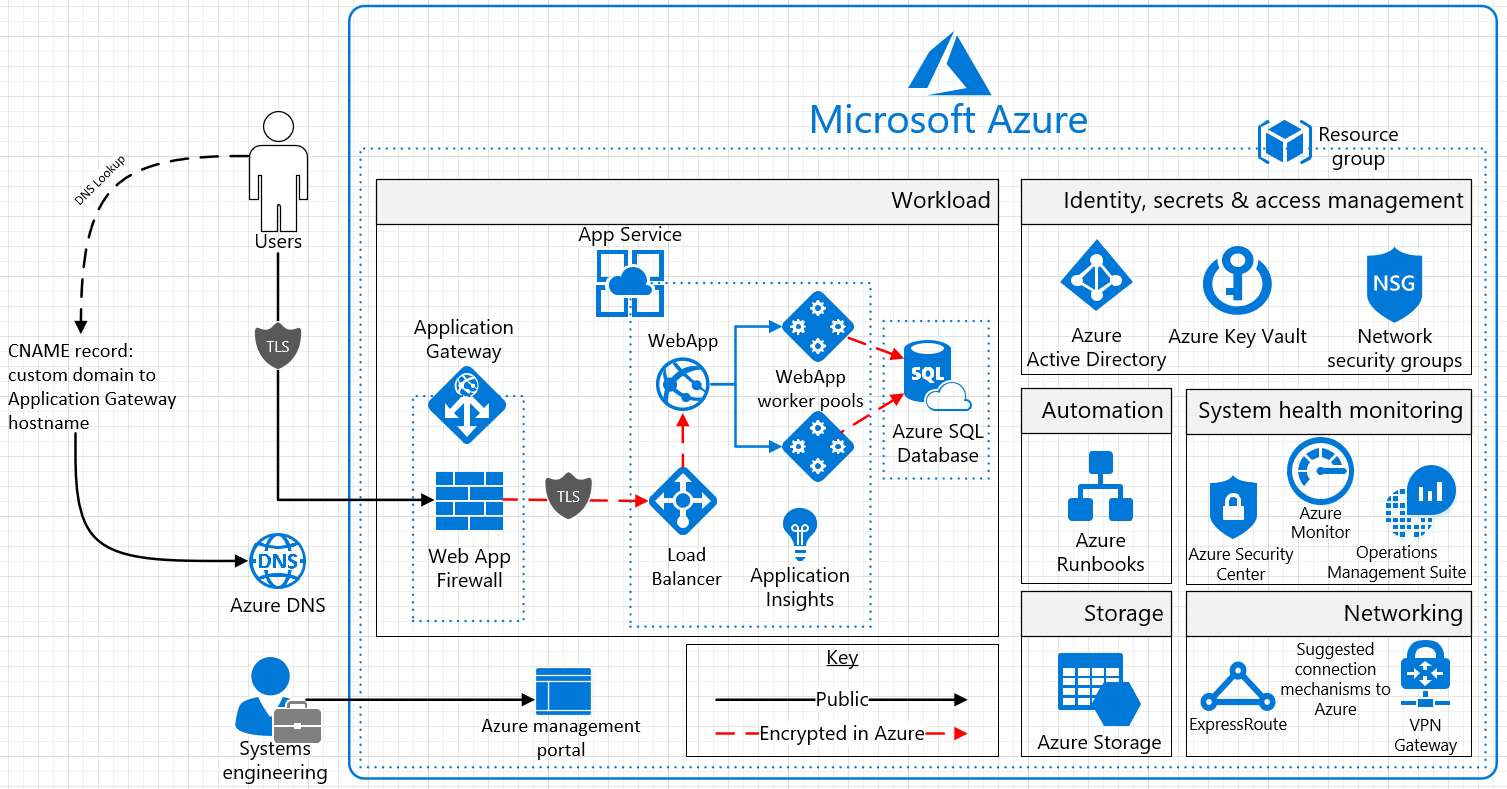 Microsoft Azure
Resource
group
DNS Lookup
Users
TLS
CNAME record:
custom domain to
Application Gateway
hostname
DNS
Azure DNS
Systems
engineering
Workload
App Service
Application
Gateway
WebApp
WebApp
worker pools
SQL
Azure SQL
Database
TLS
Web App
Firewall
Load
Balancer
Application
Insights
Azure management
portal
Key
Public
Encrypted in Azure
Identity, secrets & access management
NSG
Azure
Active Directory
Azure Key Vault
Network
security groups
Automation
Azure
Runbooks
System health monitoring
Azure Security
Center
Azure
Monitor
Operations
Management Suite
Storage
Azure Storage
Networking
ExpressRoute
Suggested
connection
mechanisms to
Azure
VPN
Gateway